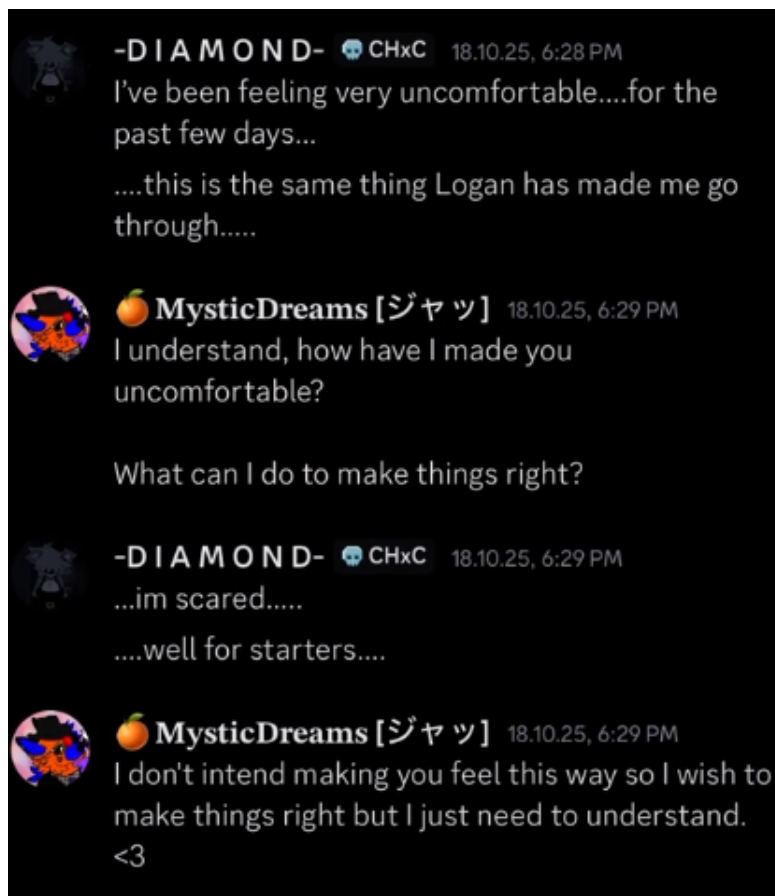 -D I A M O N D- 💀 CHxC 18.10.25, 6:28 PM
I've been feeling very uncomfortable....for the
past few days...
....this is the same thing Logan has made me go
through.....
🍊 MysticDreams [ジャッ] 18.10.25, 6:29 PM
I understand, how have I made you
uncomfortable?
What can I do to make things right?
-D I A M O N D- 💀 CHxC 18.10.25, 6:29 PM
...im scared.....
....well for starters....
🍊 MysticDreams [ジャッ] 18.10.25, 6:29 PM
I don't intend making you feel this way so I wish to
make things right but I just need to understand.
<3